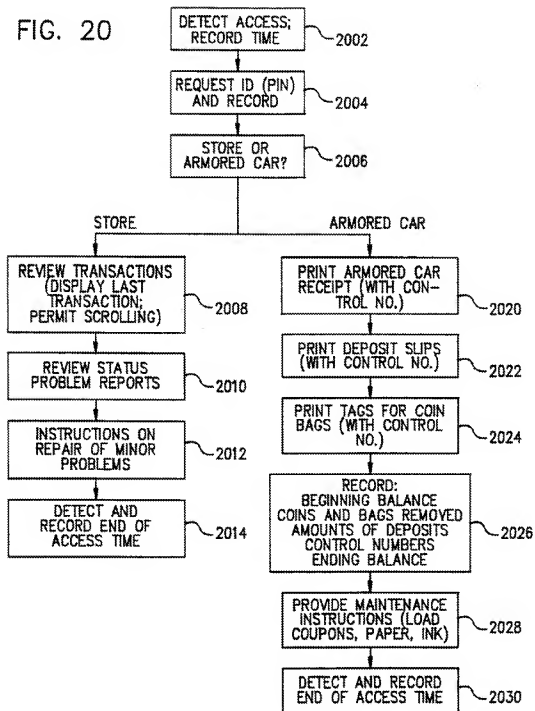 FIG. 20
DETECT ACCESS;
RECORD TIME
2002
REQUEST ID (PIN)
AND RECORD
2004
STORE OR
ARMORED CAR?
2006
STORE
ARMORED CAR
REVIEW TRANSACTIONS
(DISPLAY LAST
TRANSACTION;
PERMIT SCROLLING)
2008
REVIEW STATUS
PROBLEM REPORTS
2010
INSTRUCTIONS ON
REPAIR OF MINOR
PROBLEMS
2012
DETECT AND
RECORD END OF
ACCESS TIME
2014
PRINT ARMORED CAR
RECEIPT (WITH CON-
TROL NO.)
2020
PRINT DEPOSIT SLIPS
(WITH CONTROL NO.)
2022
PRINT TAGS FOR COIN
BAGS (WITH CONTROL
NO.)
2024
RECORD:
BEGINNING BALANCE
COINS AND BAGS REMOVED
AMOUNTS OF DEPOSITS
CONTROL NUMBERS
ENDING BALANCE
2026
PROVIDE MAINTENANCE
INSTRUCTIONS (LOAD
COUPONS, PAPER, INK)
2028
DETECT AND RECORD
END OF ACCESS TIME
2030